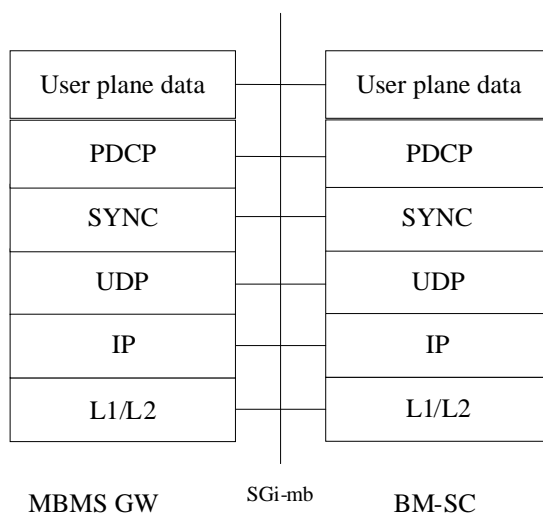 User plane data User plane data
PDCP PDCP
SYNC SYNC
UDP UDP
IP IP
L1/L2 L1/L2
MBMS GW SGi-mb BM-SC